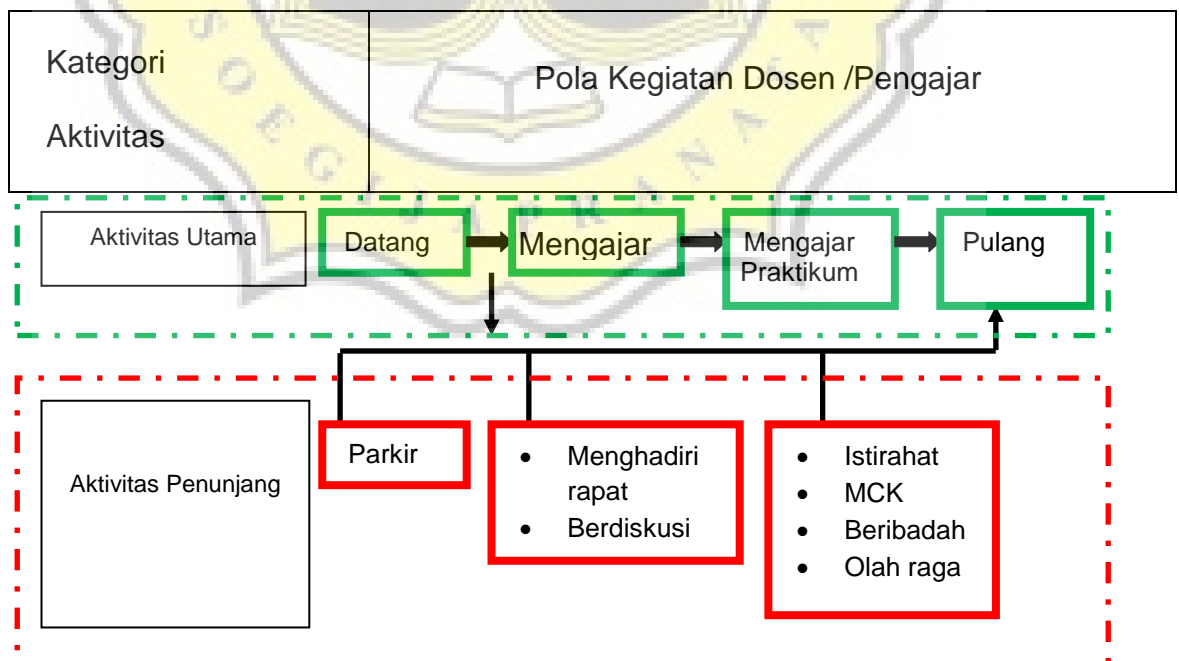 Kategori
Aktivitas
Pola Kegiatan Dosen /Pengajar
Aktivitas Utama
Datang
Mengajar
Mengajar
Praktikum
Pulang
Aktivitas Penunjang
Parkir
• Menghadiri
rapat
• Berdiskusi
• Istirahat
• MCK
• Beribadah
• Olah raga
SOEGIJAPRANATA